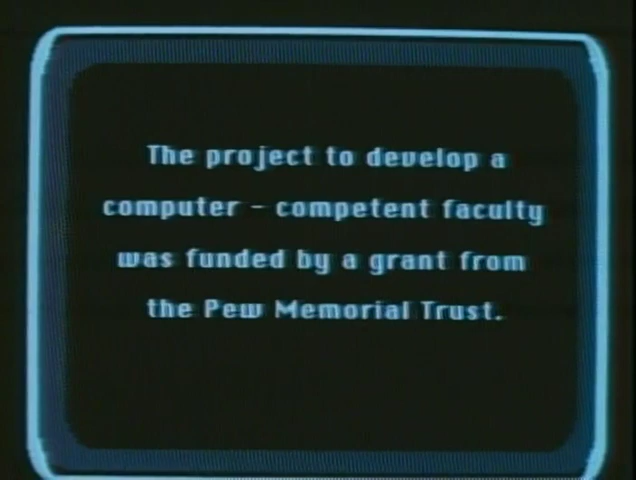 The project to develop a
computer - competent faculty
was funded by a grant from
the Pew Memorial Trust.